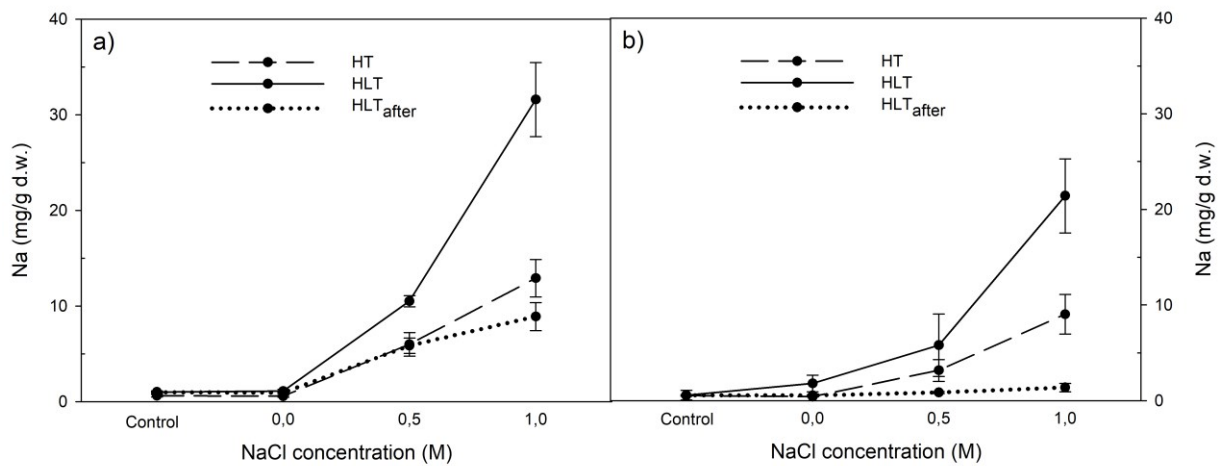 a)
HT
HLT
HLTafter
40
30
20
10
0
Na (mg/g d.w.)
Control 0,0 0,5 1,0
NaCl concentration (M)
b)
HT
HLT
HLTafter
40
30
20
10
0
Na (mg/g d.w.)
Control 0,0 0,5 1,0
NaCl concentration (M)